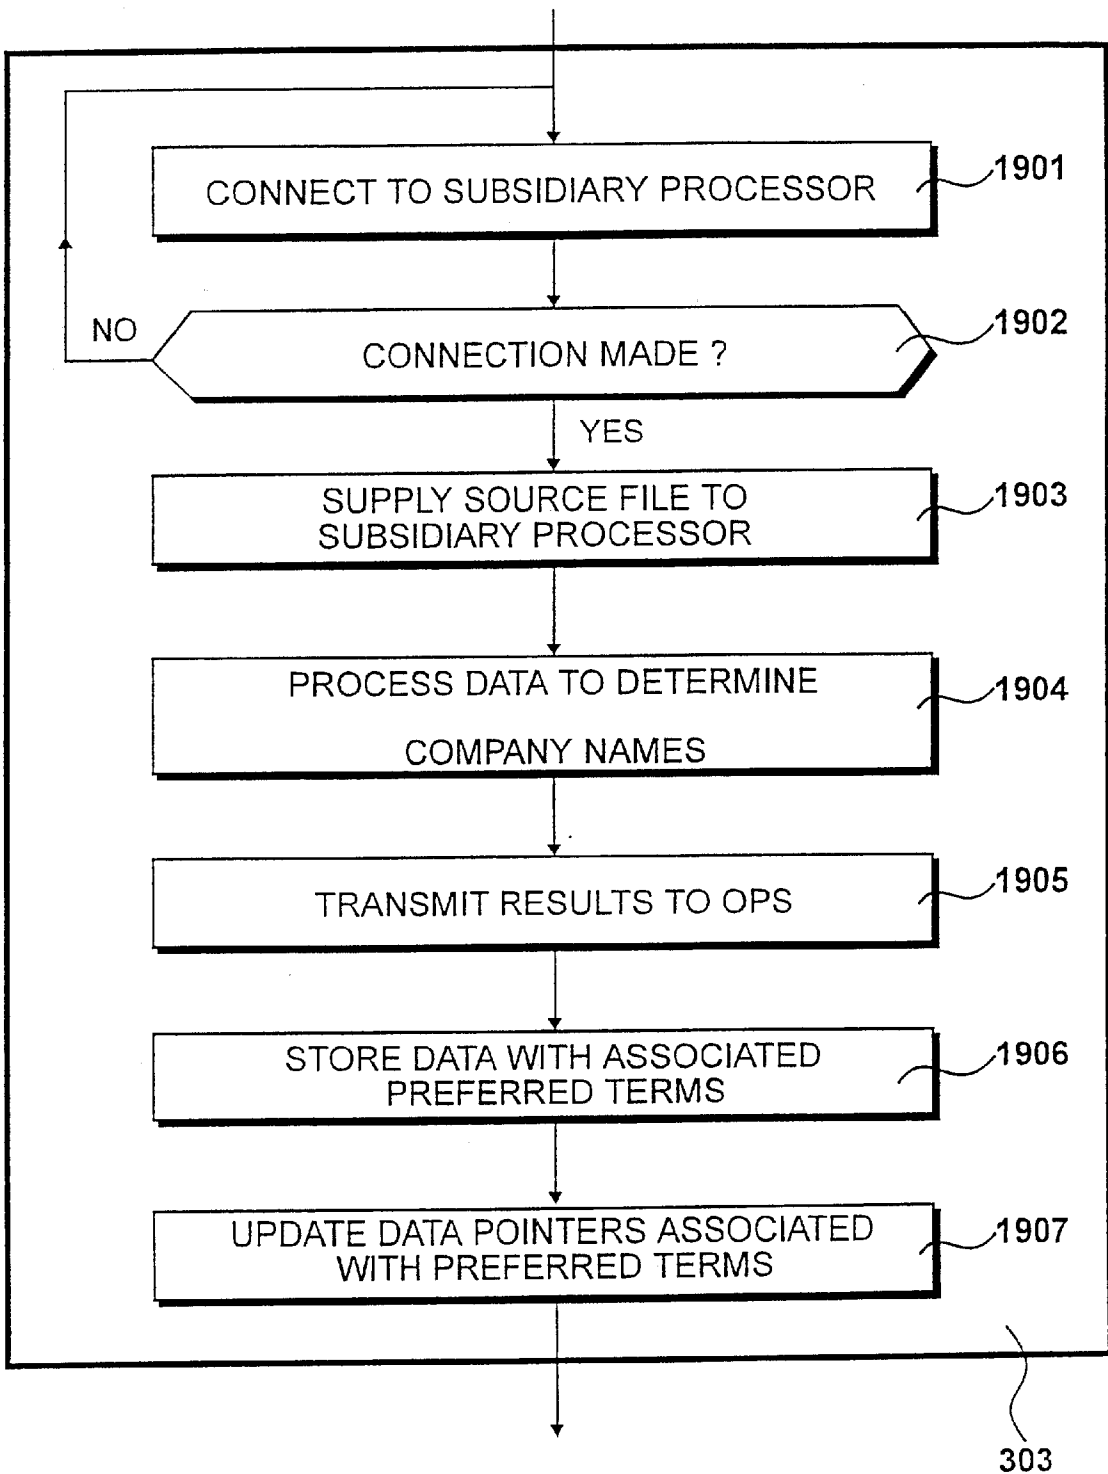 CONNECT TO SUBSIDIARY PROCESSOR
1901
NO
CONNECTION MADE ?
1902
YES
SUPPLY SOURCE FILE TO
SUBSIDIARY PROCESSOR
1903
PROCESS DATA TO DETERMINE
COMPANY NAMES
1904
TRANSMIT RESULTS TO OPS
1905
STORE DATA WITH ASSOCIATED
PREFERRED TERMS
1906
UPDATE DATA POINTERS ASSOCIATED
WITH PREFERRED TERMS
1907
303